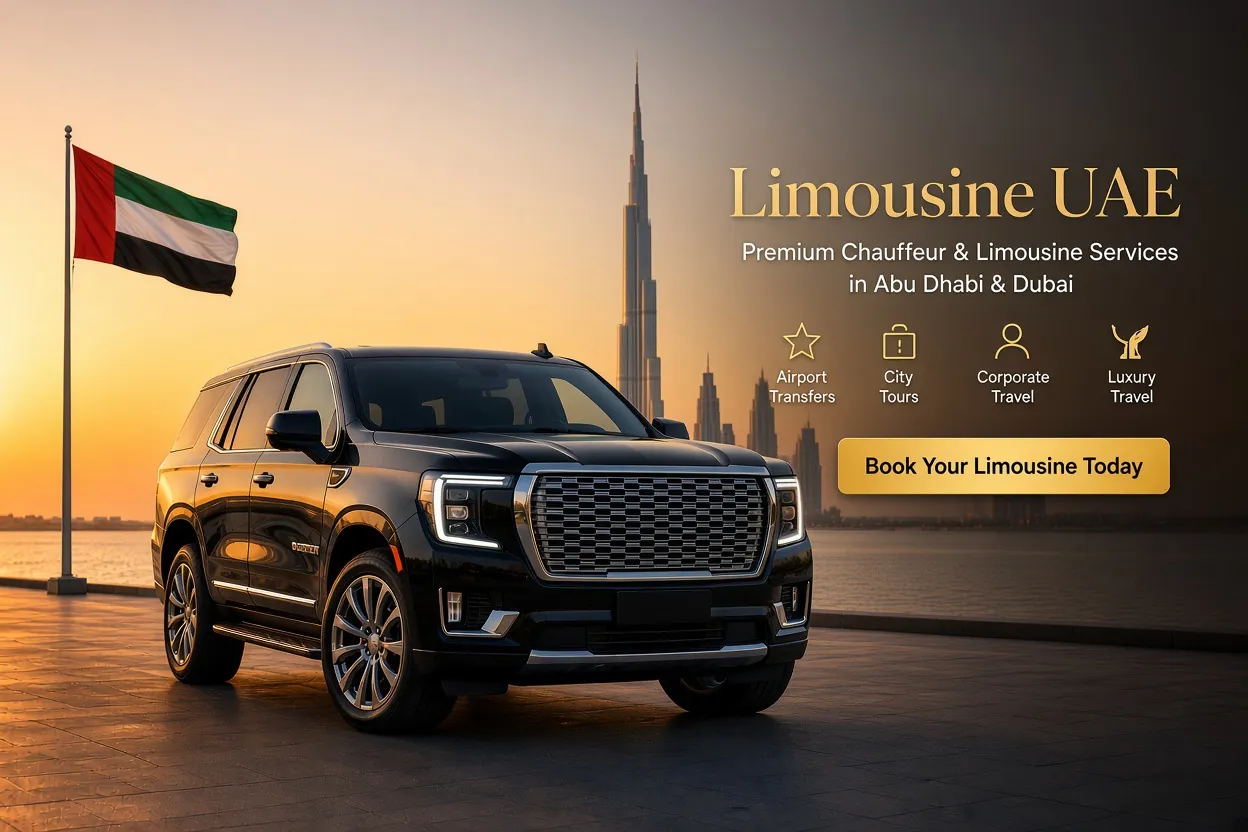 Limousine UAE
Premium Chauffeur & Limousine Services
in Abu Dhabi & Dubai
Airport
Transfers
City
Tours
Corporate
Travel
Luxury
Travel
Book Your Limousine Today